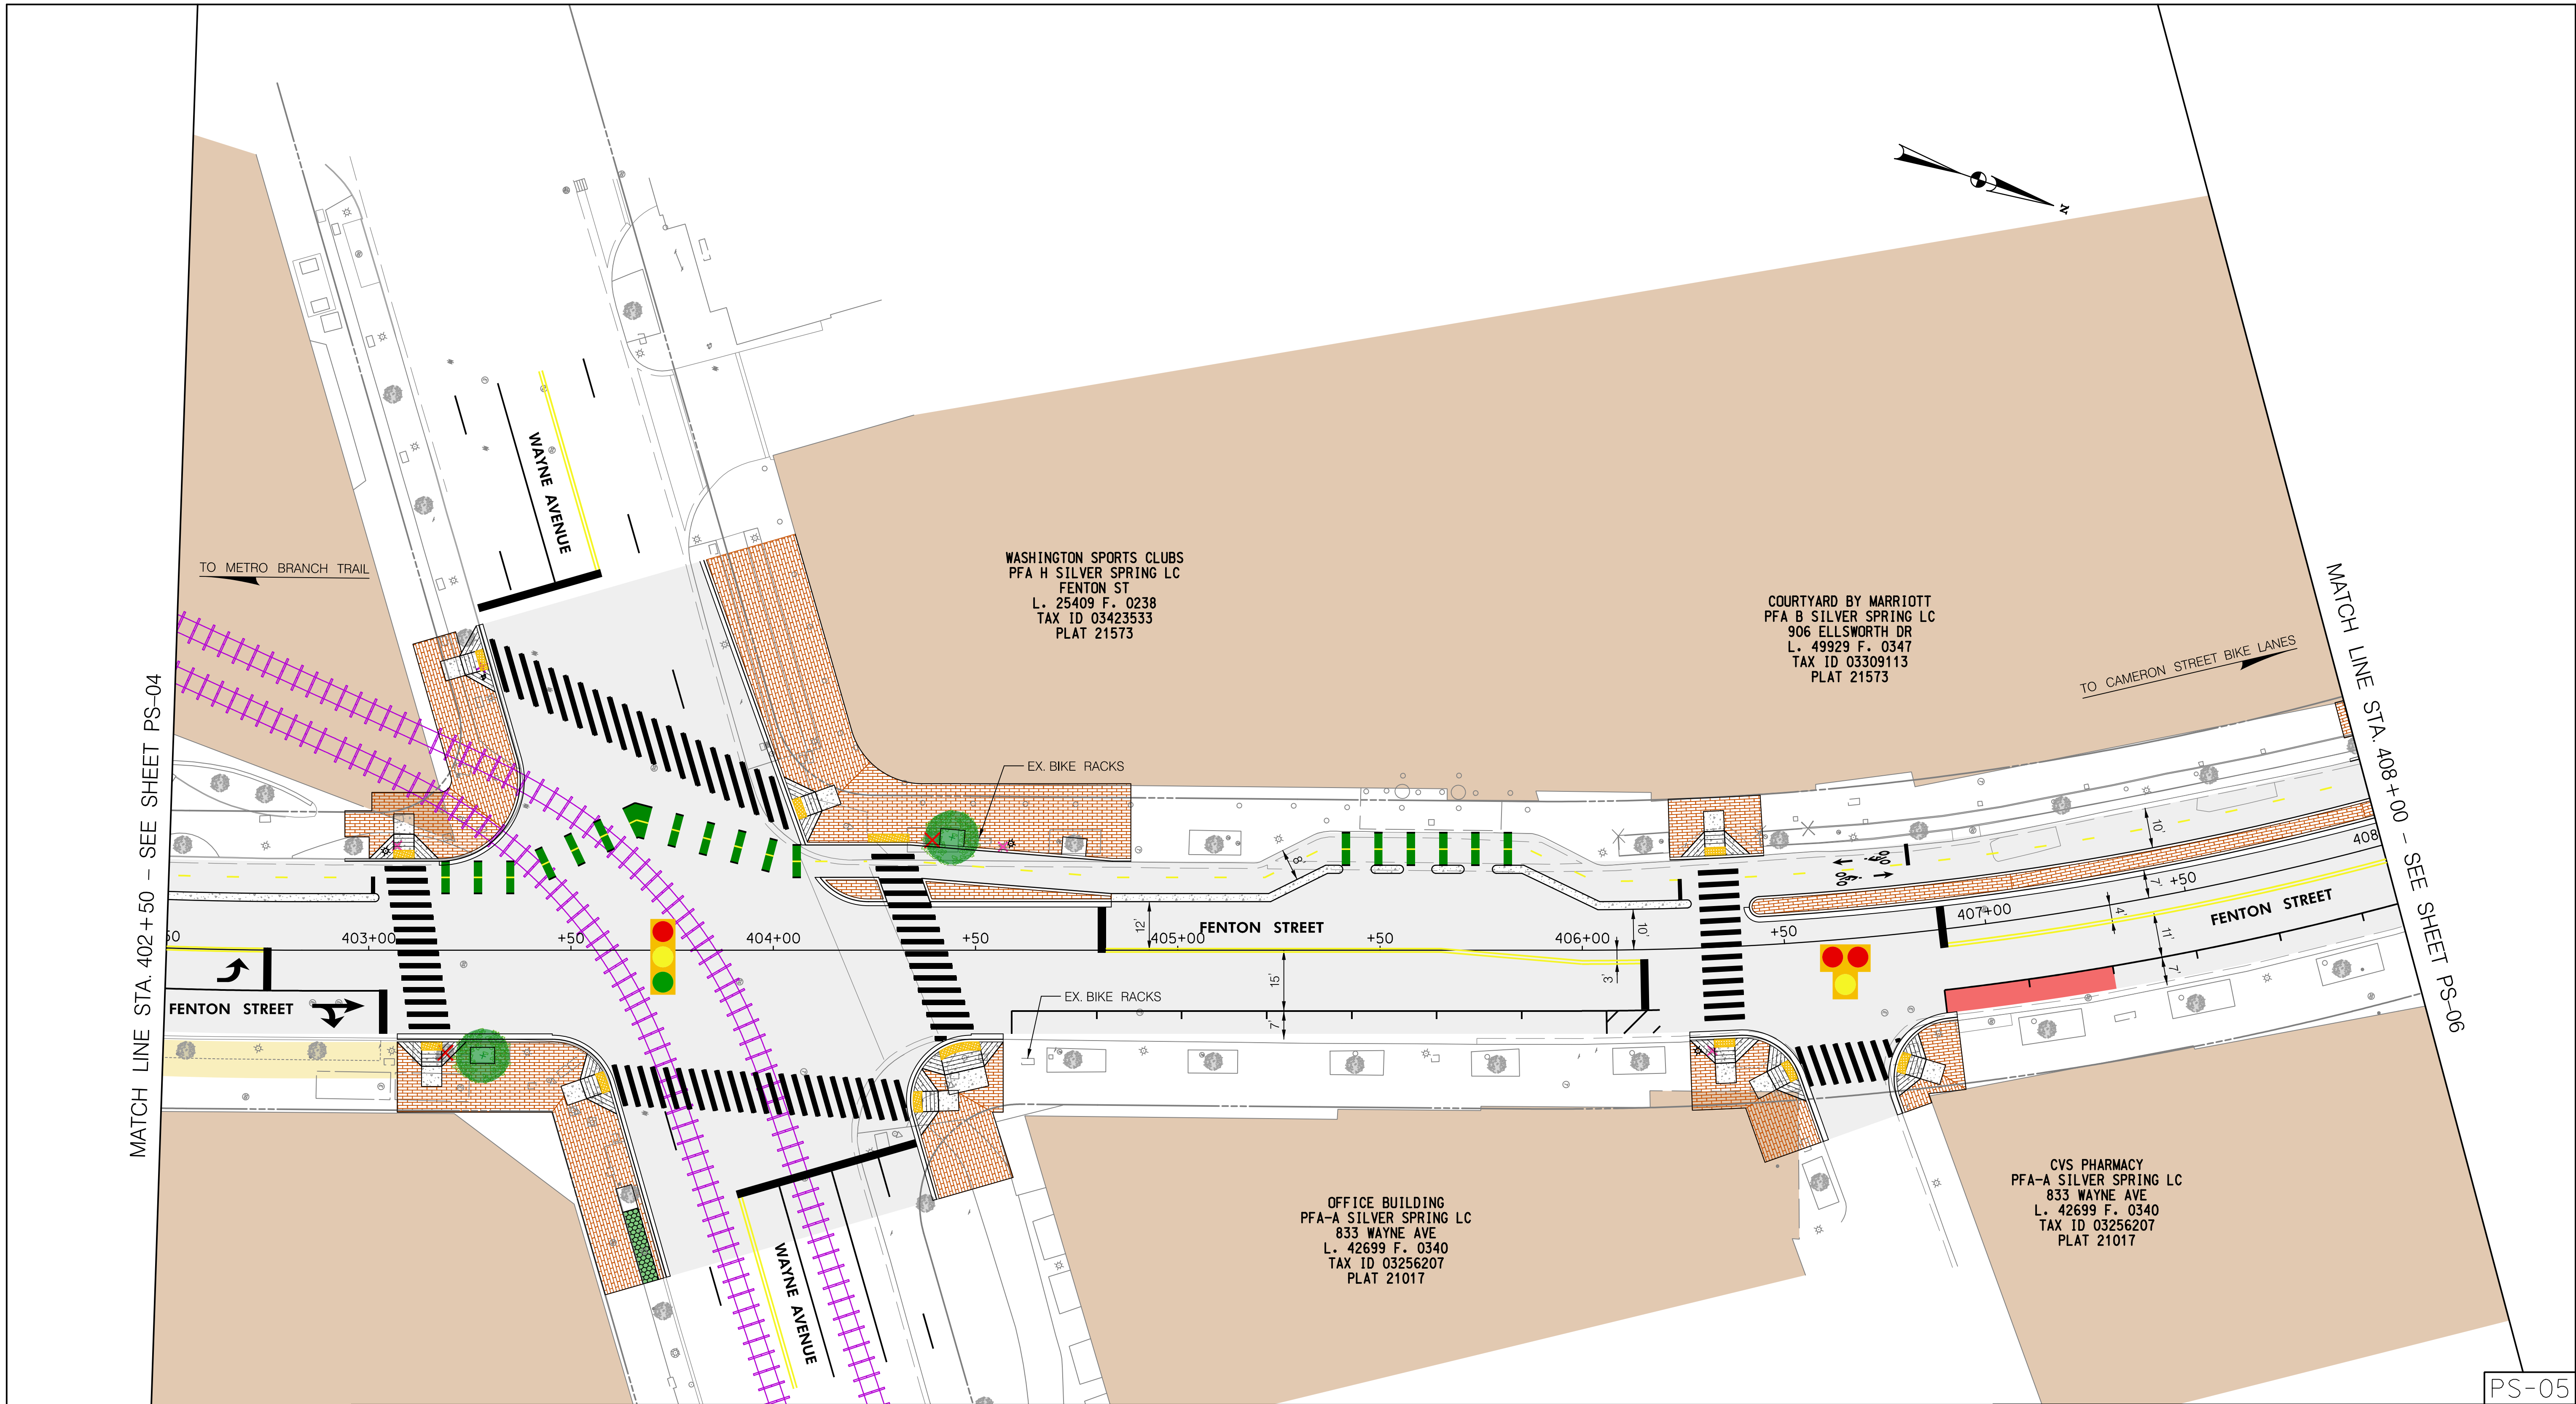 MATCH LINE STA. 402+50 - SEE SHEET PS-04
TO METRO BRANCH TRAIL
WAYNE AVENUE
WASHINGTON SPORTS CLUBS
PFA H SILVER SPRING LC
FENTON ST
L. 25409 F. 0238
TAX ID 03423533
PLAT 21573
COURTYARD BY MARRIOTT
PFA B SILVER SPRING LC
906 ELLSWORTH DR
L. 49929 F. 0347
TAX ID 03309113
PLAT 21573
N
TO CAMERON STREET BIKE LANES
MATCH LINE STA. 408+00 - SEE SHEET PS-06
EX. BIKE RACKS
8'
10'
7'
4'
11'
7'
12'
10'
15'
3'
7'
50
403+00
+50
404+00
+50
405+00
+50
406+00
+50
407+00
+50
408
FENTON STREET
FENTON STREET
FENTON STREET
EX. BIKE RACKS
OFFICE BUILDING
PFA-A SILVER SPRING LC
833 WAYNE AVE
L. 42699 F. 0340
TAX ID 03256207
PLAT 21017
CVS PHARMACY
PFA-A SILVER SPRING LC
833 WAYNE AVE
L. 42699 F. 0340
TAX ID 03256207
PLAT 21017
WAYNE AVENUE
PS-05